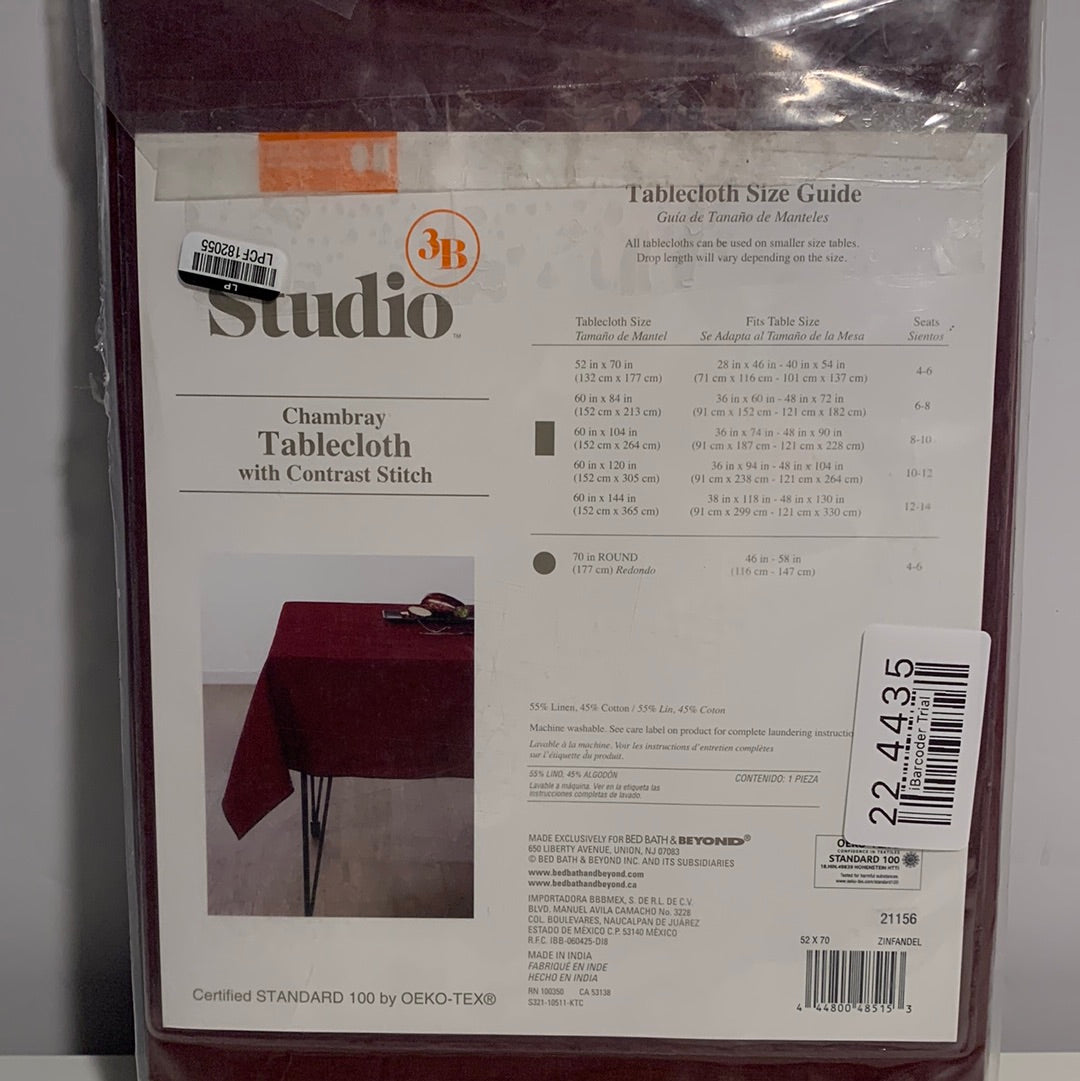 LPCF182055
LP
3B
Studio™
Chambray
Tablecloth
with Contrast Stitch
Certified STANDARD 100 by OEKO-TEX®
Tablecloth Size Guide
Guía de Tanaño de Manteles
All tablecloths can be used on smaller size tables.
Drop length will vary depending on the size.
Tablecloth Size Fits Table Size Seats
Tamaño de Mantel Se Adapta al Tamaño de la Mesa Sientos
52 in x 70 in 28 in x 46 in - 40 in x 54 in 4-6
(132 cm x 177 cm) (71 cm x 116 cm - 101 cm x 137 cm)
60 in x 84 in 36 in x 60 in - 48 in x 72 in 6-8
(152 cm x 213 cm) (91 cm x 152 cm - 121 cm x 182 cm)
60 in x 104 in 36 in x 74 in - 48 in x 90 in 8-10
(152 cm x 264 cm) (91 cm x 187 cm - 121 cm x 228 cm)
60 in x 120 in 36 in x 94 in - 48 in x 104 in 10-12
(152 cm x 305 cm) (91 cm x 238 cm - 121 cm x 264 cm)
60 in x 144 in 38 in x 118 in - 48 in x 130 in 12-14
(152 cm x 365 cm) (91 cm x 299 cm - 121 cm x 330 cm)
70 in ROUND 46 in - 58 in 4-6
(177 cm) Redondo (116 cm - 147 cm)
55% Linen, 45% Cotton / 55% Lin, 45% Coton
Machine washable. See care label on product for complete laundering instructio
Lavable à la machine. Voir les instructions d'entretien complètes
sur l'étiquette du produit.
55% LINO, 45% ALGODÓN CONTENIDO: 1 PIEZA
Lavable a máquina. Ver en la etiqueta las
instrucciones completas de lavado.
22.4435
iBarcoder Trial
MADE EXCLUSIVELY FOR BED BATH & BEYOND®
650 LIBERTY AVENUE, UNION, NJ 07083
© BED BATH & BEYOND INC. AND ITS SUBSIDIARIES
www.bedbathandbeyond.com
www.bedbathandbeyond.ca
IMPORTADORA BBBMEX, S. DE R.L. DE C.V.
BLVD. MANUEL AVILA CAMACHO No. 3228
COL. BOULEVARES, NAUCALPAN DE JUÁREZ
ESTADO DE MÉXICO C.P. 53140 MÉXICO
R.F.C. IBB-060425-DI8
MADE IN INDIA
FABRIQUÉ EN INDE
HECHO EN INDIA
RN 100350 CA 53138
S321-10511-KTC
CONFIDENCE IN TEXTILES
STANDARD 100
Tested for harmful substances
www.oeko-tex.com/standard100
21156
52 X 70 ZINFANDEL
4 44800 48515 3